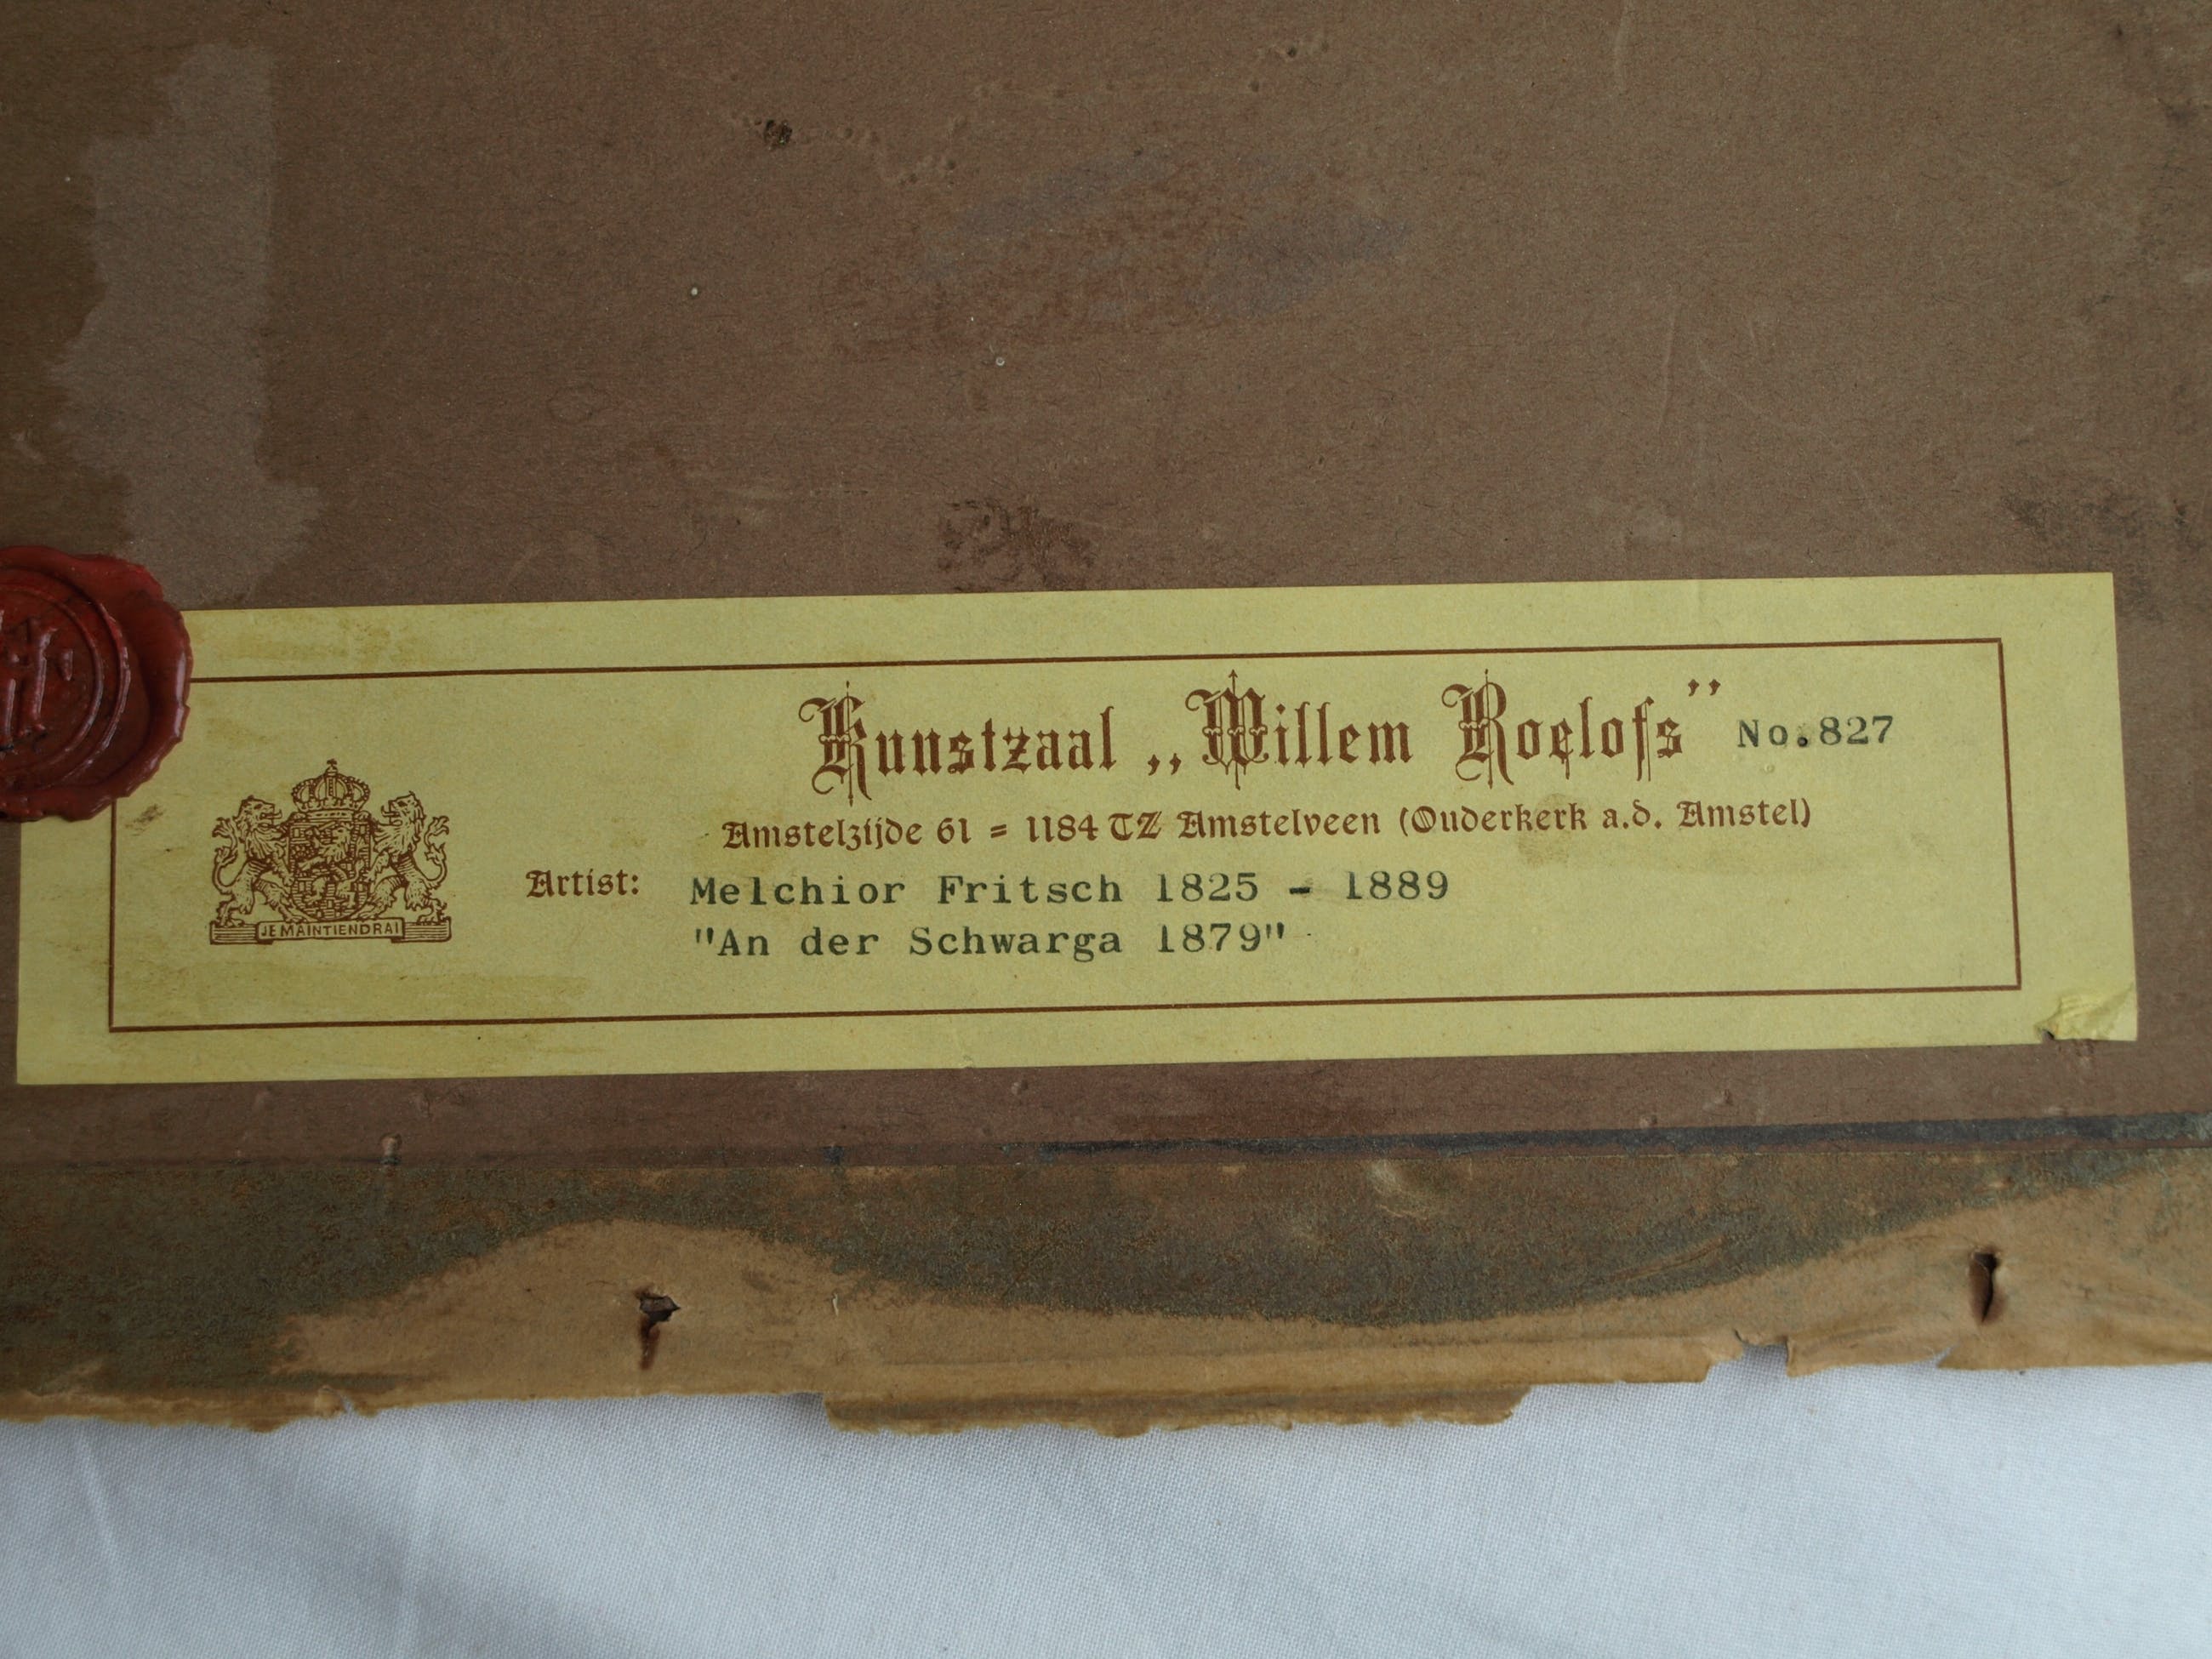 Kunstzaal „Willem Roelofs” No.827
Amstelzijde 61 = 1184 TZ Amstelveen (Ouderkerk a.d. Amstel)
Artist: Melchior Fritsch 1825 - 1889
"An der Schwarga 1879"
JE MAINTIENDRAI